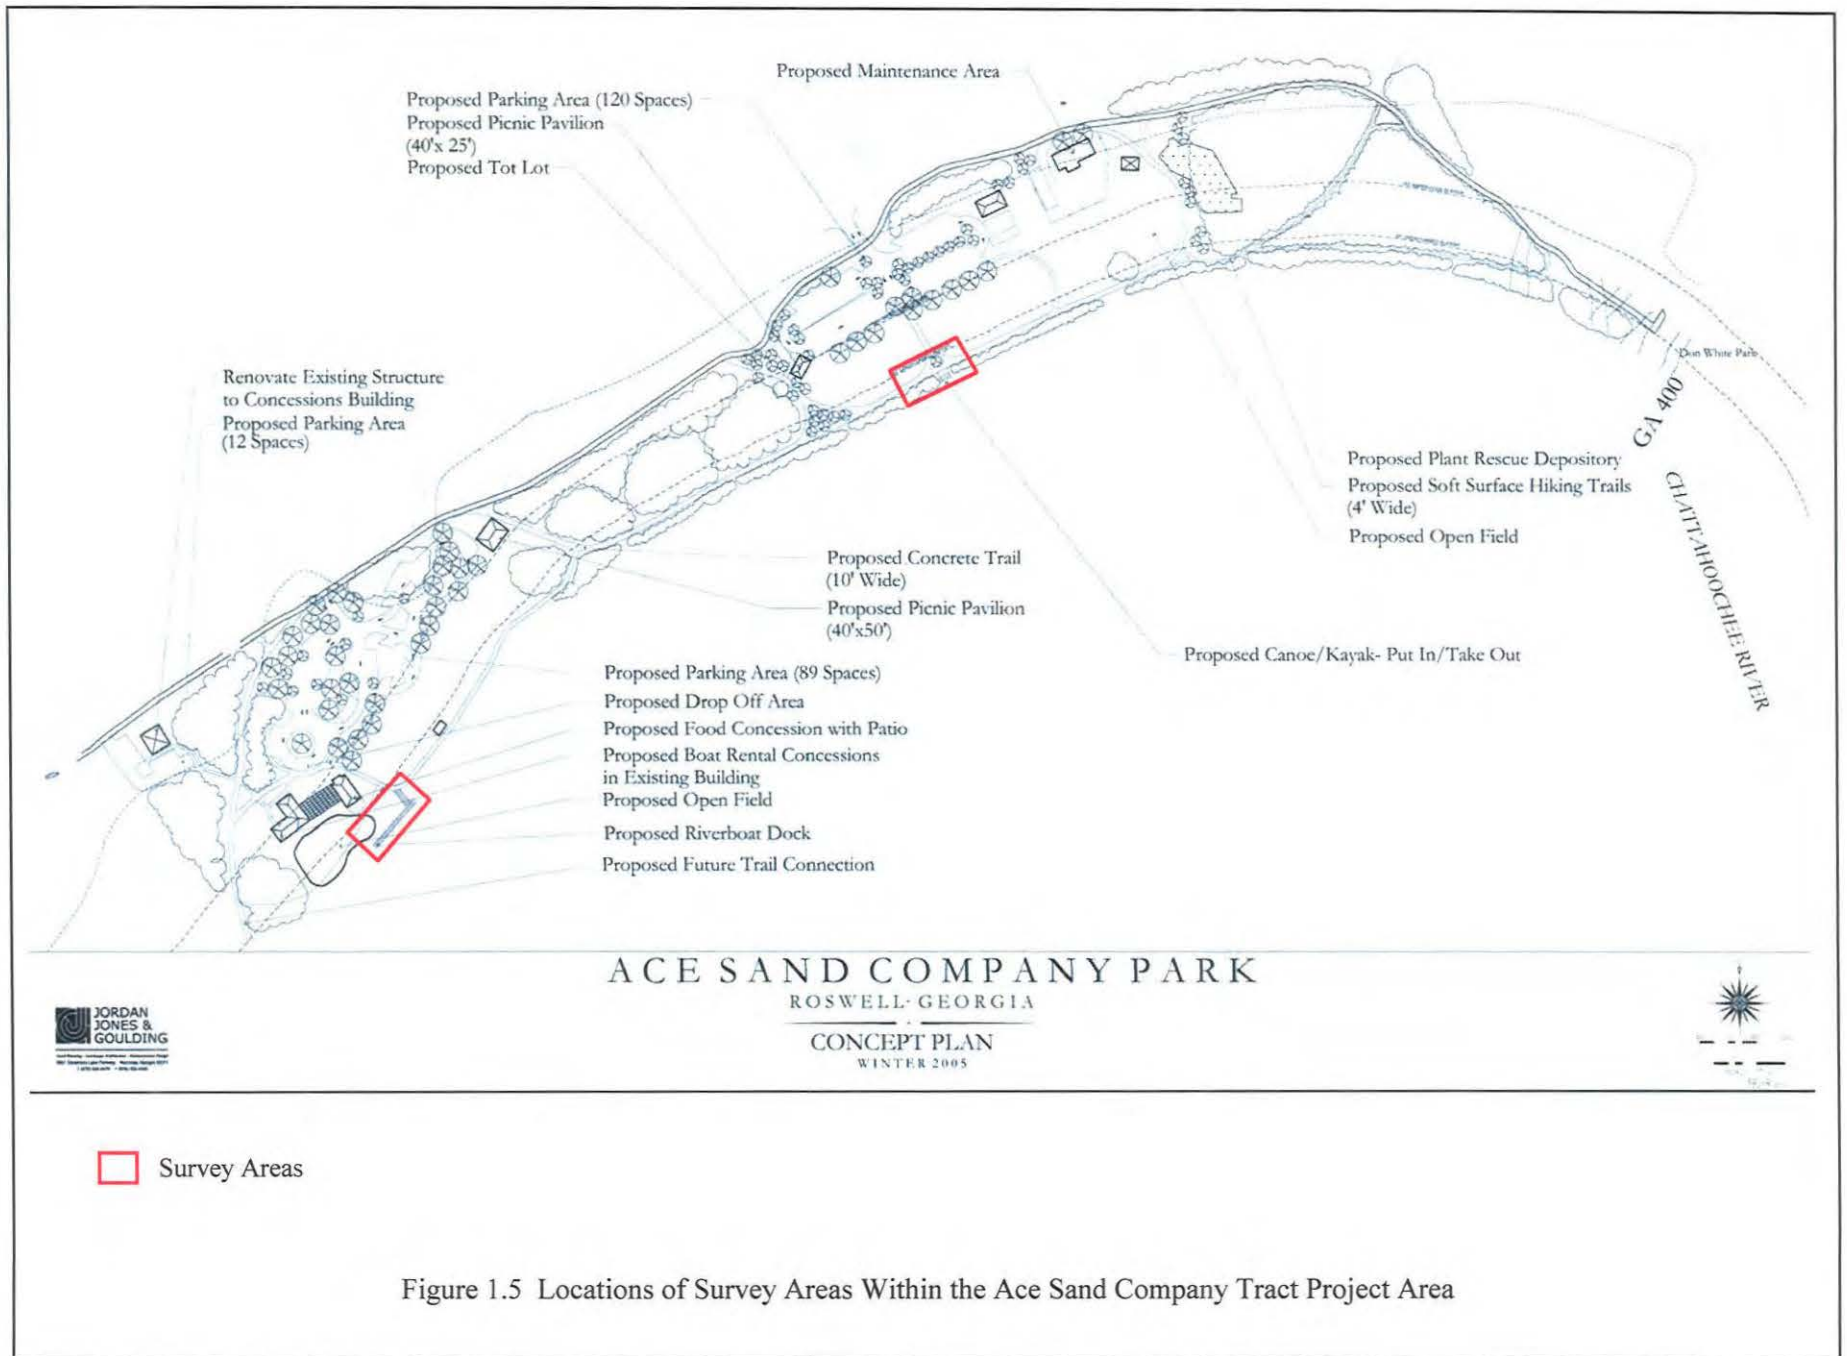 Proposed Maintenance Area
Proposed Parking Area (120 Spaces)
Proposed Picnic Pavilion
(40'x 25')
Proposed Tot Lot
Renovate Existing Structure
to Concessions Building
Proposed Parking Area
(12 Spaces)
Don White Park
GA 400
CHATTAHOOCHEE RIVER
Proposed Plant Rescue Depository
Proposed Soft Surface Hiking Trails
(4' Wide)
Proposed Open Field
Proposed Concrete Trail
(10' Wide)
Proposed Picnic Pavilion
(40'x50')
Proposed Canoe/Kayak- Put In/Take Out
Proposed Parking Area (89 Spaces)
Proposed Drop Off Area
Proposed Food Concession with Patio
Proposed Boat Rental Concessions
in Existing Building
Proposed Open Field
Proposed Riverboat Dock
Proposed Future Trail Connection
ACE SAND COMPANY PARK
ROSWELL- GEORGIA
CONCEPT PLAN
WINTER 2005
JORDAN
JONES &
GOULDING
Survey Areas
Figure 1.5 Locations of Survey Areas Within the Ace Sand Company Tract Project Area